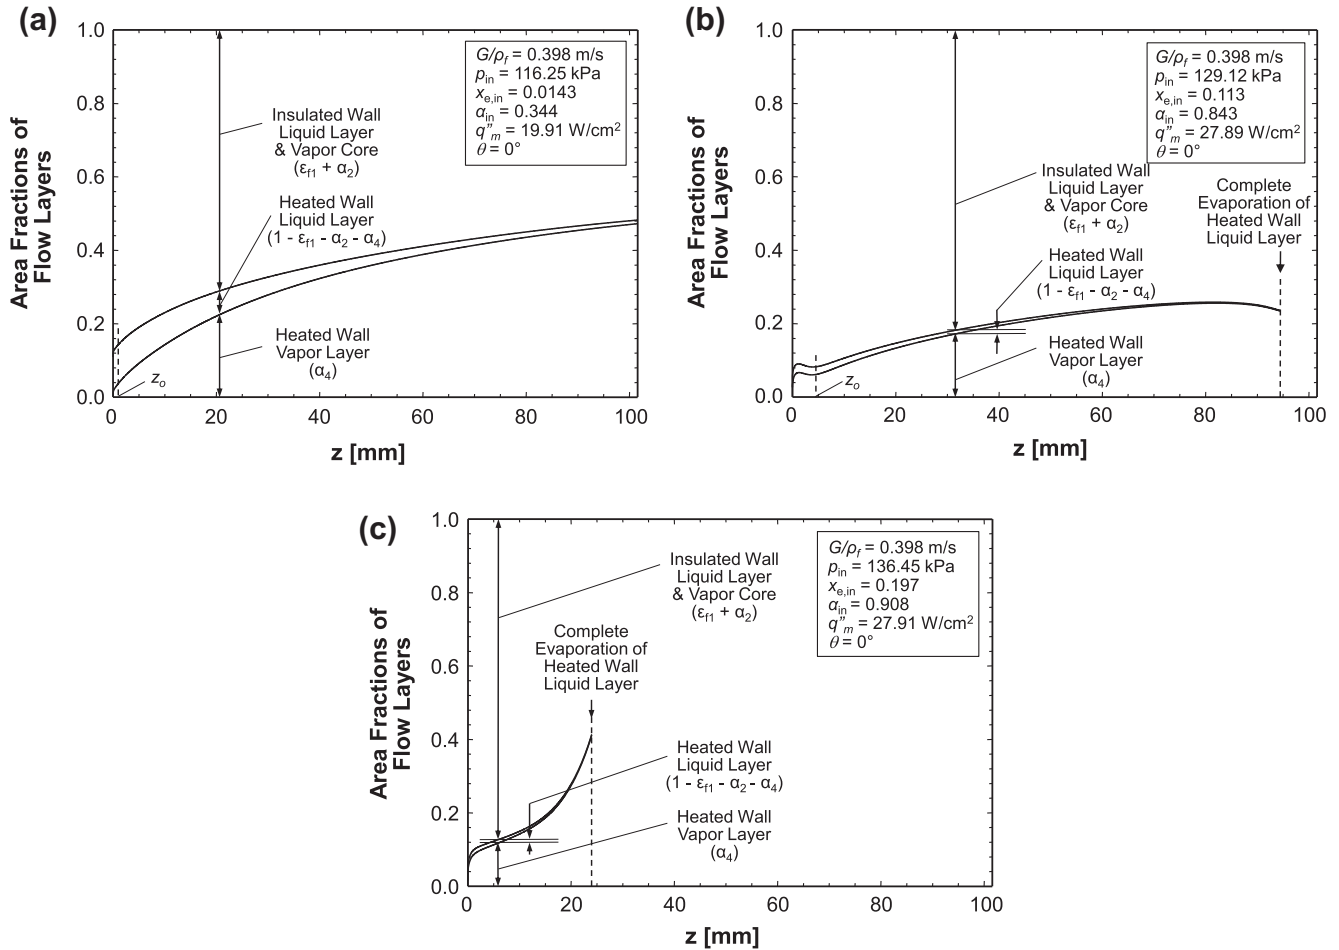 (a)
Area Fractions of
Flow Layers
1.0
0.8
0.6
0.4
0.2
0.0
G/ρf = 0.398 m/s
pin = 116.25 kPa
xe,in = 0.0143
αin = 0.344
q"m = 19.91 W/cm²
θ = 0°
Insulated Wall
Liquid Layer
& Vapor Core
(εf1 + α2)
Heated Wall
Liquid Layer
(1 - εf1 - α2 - α4)
Heated Wall
Vapor Layer
(α4)
zo
0 20 40 60 80 100
z [mm]
(b)
Area Fractions of
Flow Layers
1.0
0.8
0.6
0.4
0.2
0.0
G/ρf = 0.398 m/s
pin = 129.12 kPa
xe,in = 0.113
αin = 0.843
q"m = 27.89 W/cm²
θ = 0°
Insulated Wall
Liquid Layer
& Vapor Core
(εf1 + α2)
Complete
Evaporation of
Heated Wall
Liquid Layer
Heated Wall
Liquid Layer
(1 - εf1 - α2 - α4)
Heated Wall
Vapor Layer
(α4)
zo
0 20 40 60 80 100
z [mm]
(c)
Area Fractions of
Flow Layers
1.0
0.8
0.6
0.4
0.2
0.0
G/ρf = 0.398 m/s
pin = 136.45 kPa
xe,in = 0.197
αin = 0.908
q"m = 27.91 W/cm²
θ = 0°
Insulated Wall
Liquid Layer
& Vapor Core
(εf1 + α2)
Complete
Evaporation of
Heated Wall
Liquid Layer
Heated Wall
Liquid Layer
(1 - εf1 - α2 - α4)
Heated Wall
Vapor Layer
(α4)
0 20 40 60 80 100
z [mm]